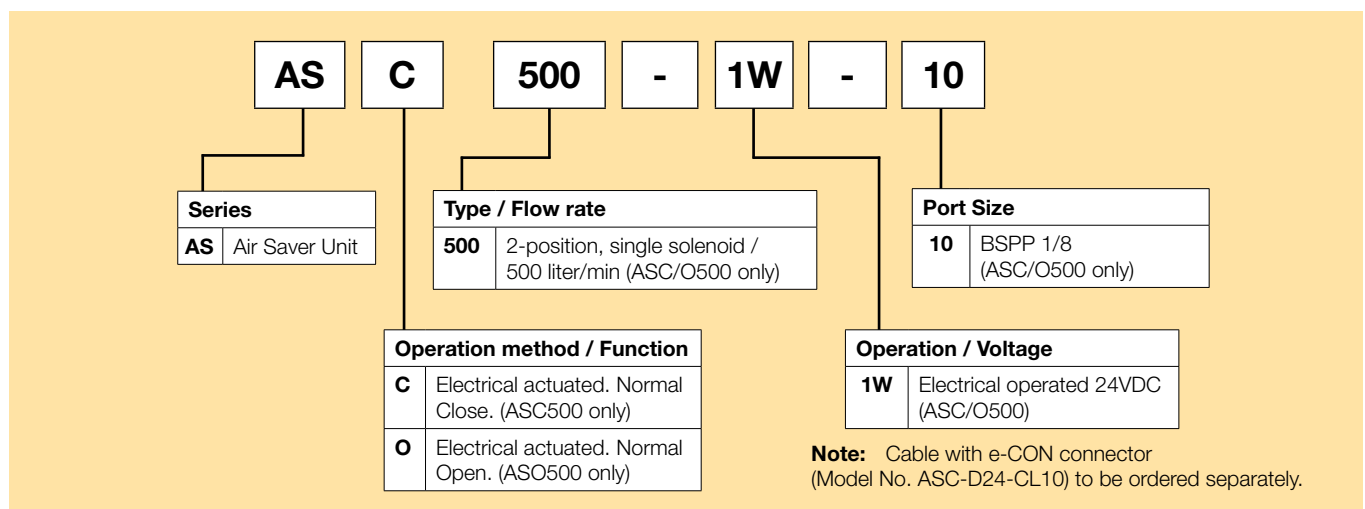 AS C 500 - 1W - 10
Series
AS Air Saver Unit
Type / Flow rate
500 2-position, single solenoid /
500 liter/min (ASC/O500 only)
Port Size
10 BSPP 1/8
(ASC/O500 only)
Operation method / Function
C Electrical actuated. Normal
Close. (ASC500 only)
O Electrical actuated. Normal
Open. (ASO500 only)
Operation / Voltage
1W Electrical operated 24VDC
(ASC/O500)
Note: Cable with e-CON connector
(Model No. ASC-D24-CL10) to be ordered separately.